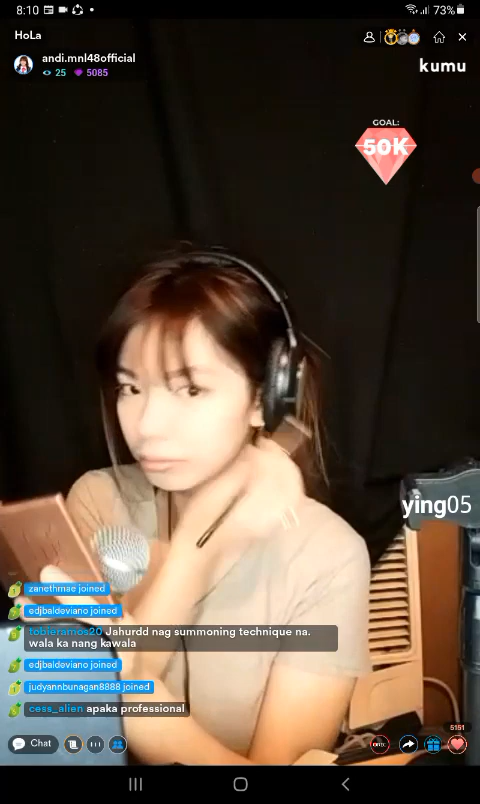 8:10
73%
HoLa
andi.mnl48official
25 5085
kumu
GOAL:
50K
ying05
zanethmae joined
edjbaldeviano joined
tobieramos20 Jahurdd nag summoning technique na.
wala ka nang kawala
edjbaldeviano joined
judyannbunagan8888 joined
cess_alien apaka professional
5151
Chat